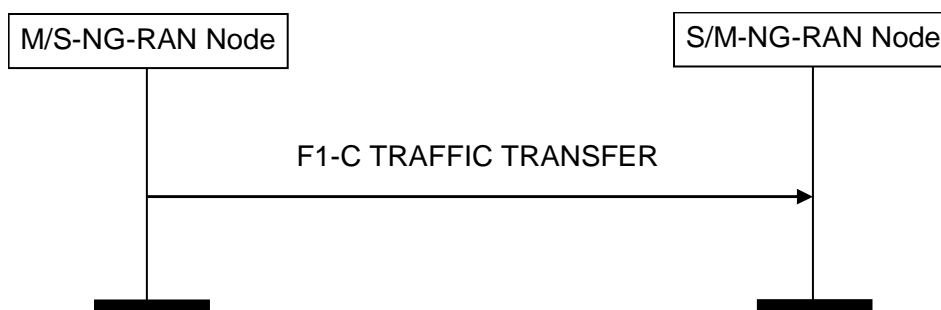 M/S-NG-RAN Node
S/M-NG-RAN Node
F1-C TRAFFIC TRANSFER